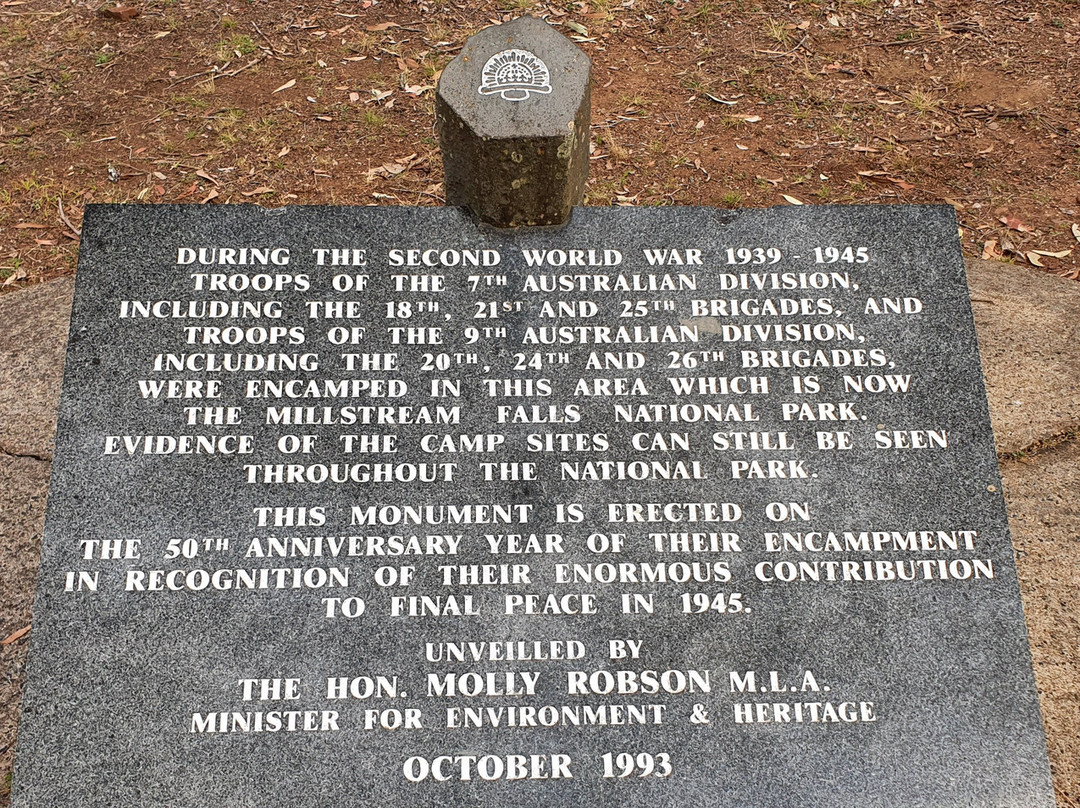 DURING THE SECOND WORLD WAR 1939 - 1945
TROOPS OF THE 7TH AUSTRALIAN DIVISION,
INCLUDING THE 18TH, 21ST AND 25TH BRIGADES, AND
TROOPS OF THE 9TH AUSTRALIAN DIVISION,
INCLUDING THE 20TH, 24TH AND 26TH BRIGADES,
WERE ENCAMPED IN THIS AREA WHICH IS NOW
THE MILLSTREAM FALLS NATIONAL PARK.
EVIDENCE OF THE CAMP SITES CAN STILL BE SEEN
THROUGHOUT THE NATIONAL PARK.
THIS MONUMENT IS ERECTED ON
THE 50TH ANNIVERSARY YEAR OF THEIR ENCAMPMENT
IN RECOGNITION OF THEIR ENORMOUS CONTRIBUTION
TO FINAL PEACE IN 1945.
UNVEILLED BY
THE HON. MOLLY ROBSON M.L.A.
MINISTER FOR ENVIRONMENT & HERITAGE
OCTOBER 1993